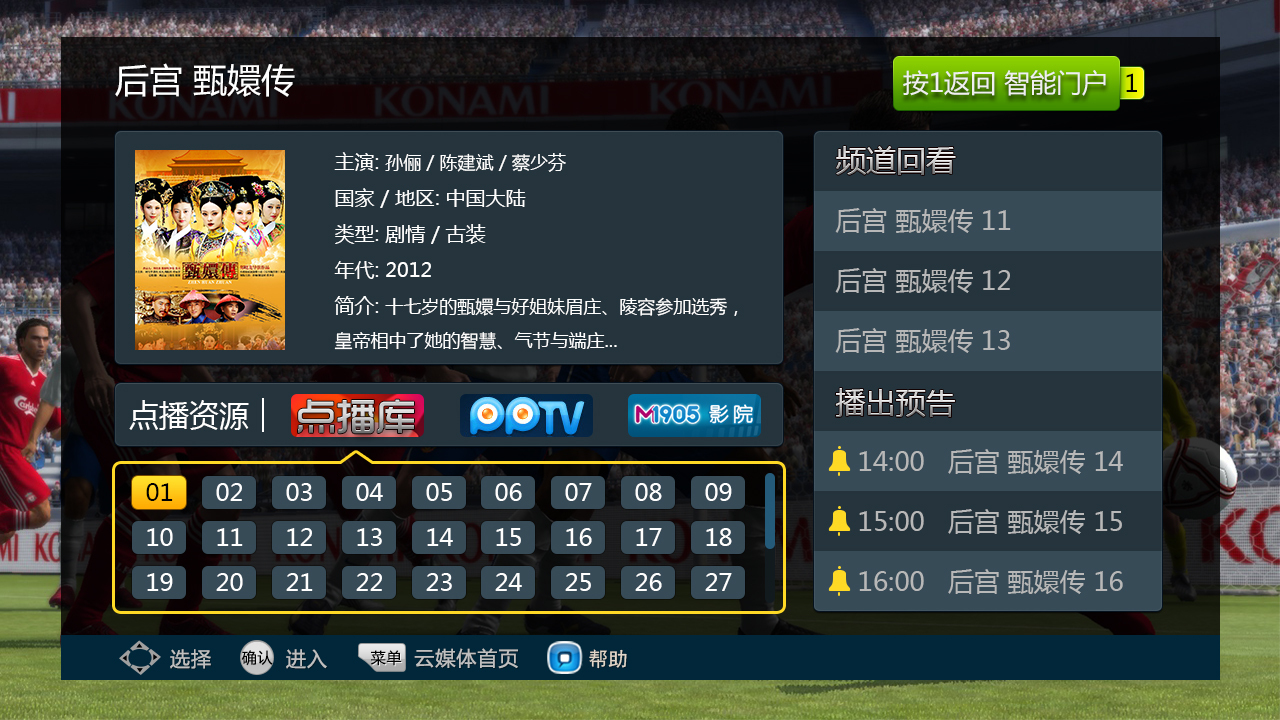 后宫 甄嬛传
按1返回 智能门户 1
KONAMI
KONAMI
主演: 孙俪 / 陈建斌 / 蔡少芬
国家 / 地区: 中国大陆
类型: 剧情 / 古装
年代: 2012
简介: 十七岁的甄嬛与好姐妹眉庄、陵容参加选秀，
皇帝相中了她的智慧、气节与端庄...
甄嬛傳
点播资源
点播库
PPTV
M1905 影院
01 02 03 04 05 06 07 08 09
10 11 12 13 14 15 16 17 18
19 20 21 22 23 24 25 26 27
频道回看
后宫 甄嬛传 11
后宫 甄嬛传 12
后宫 甄嬛传 13
播出预告
14:00 后宫 甄嬛传 14
15:00 后宫 甄嬛传 15
16:00 后宫 甄嬛传 16
Carlsberg
选择
确认 进入
菜单 云媒体首页
帮助